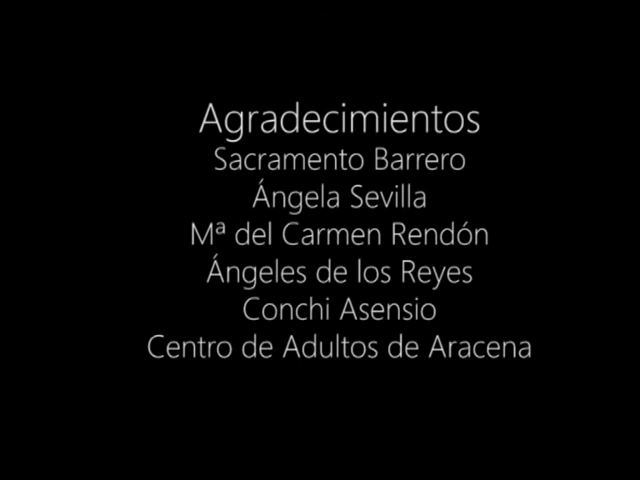 Agradecimientos
Sacramento Barrero
Ángela Sevilla
Mª del Carmen Rendón
Ángeles de los Reyes
Conchi Asensio
Centro de Adultos de Aracena